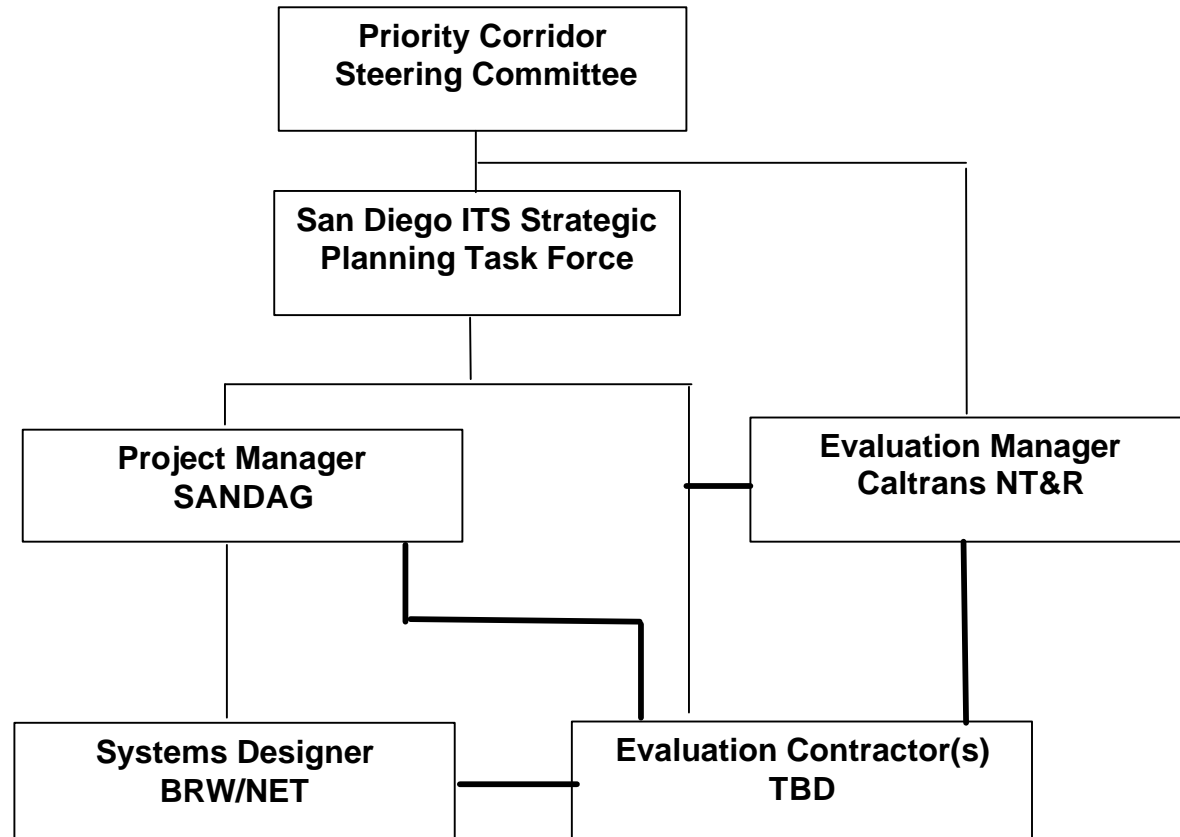 Priority Corridor
Steering Committee
San Diego ITS Strategic
Planning Task Force
Project Manager
SANDAG
Evaluation Manager
Caltrans NT&R
Systems Designer
BRW/NET
Evaluation Contractor(s)
TBD